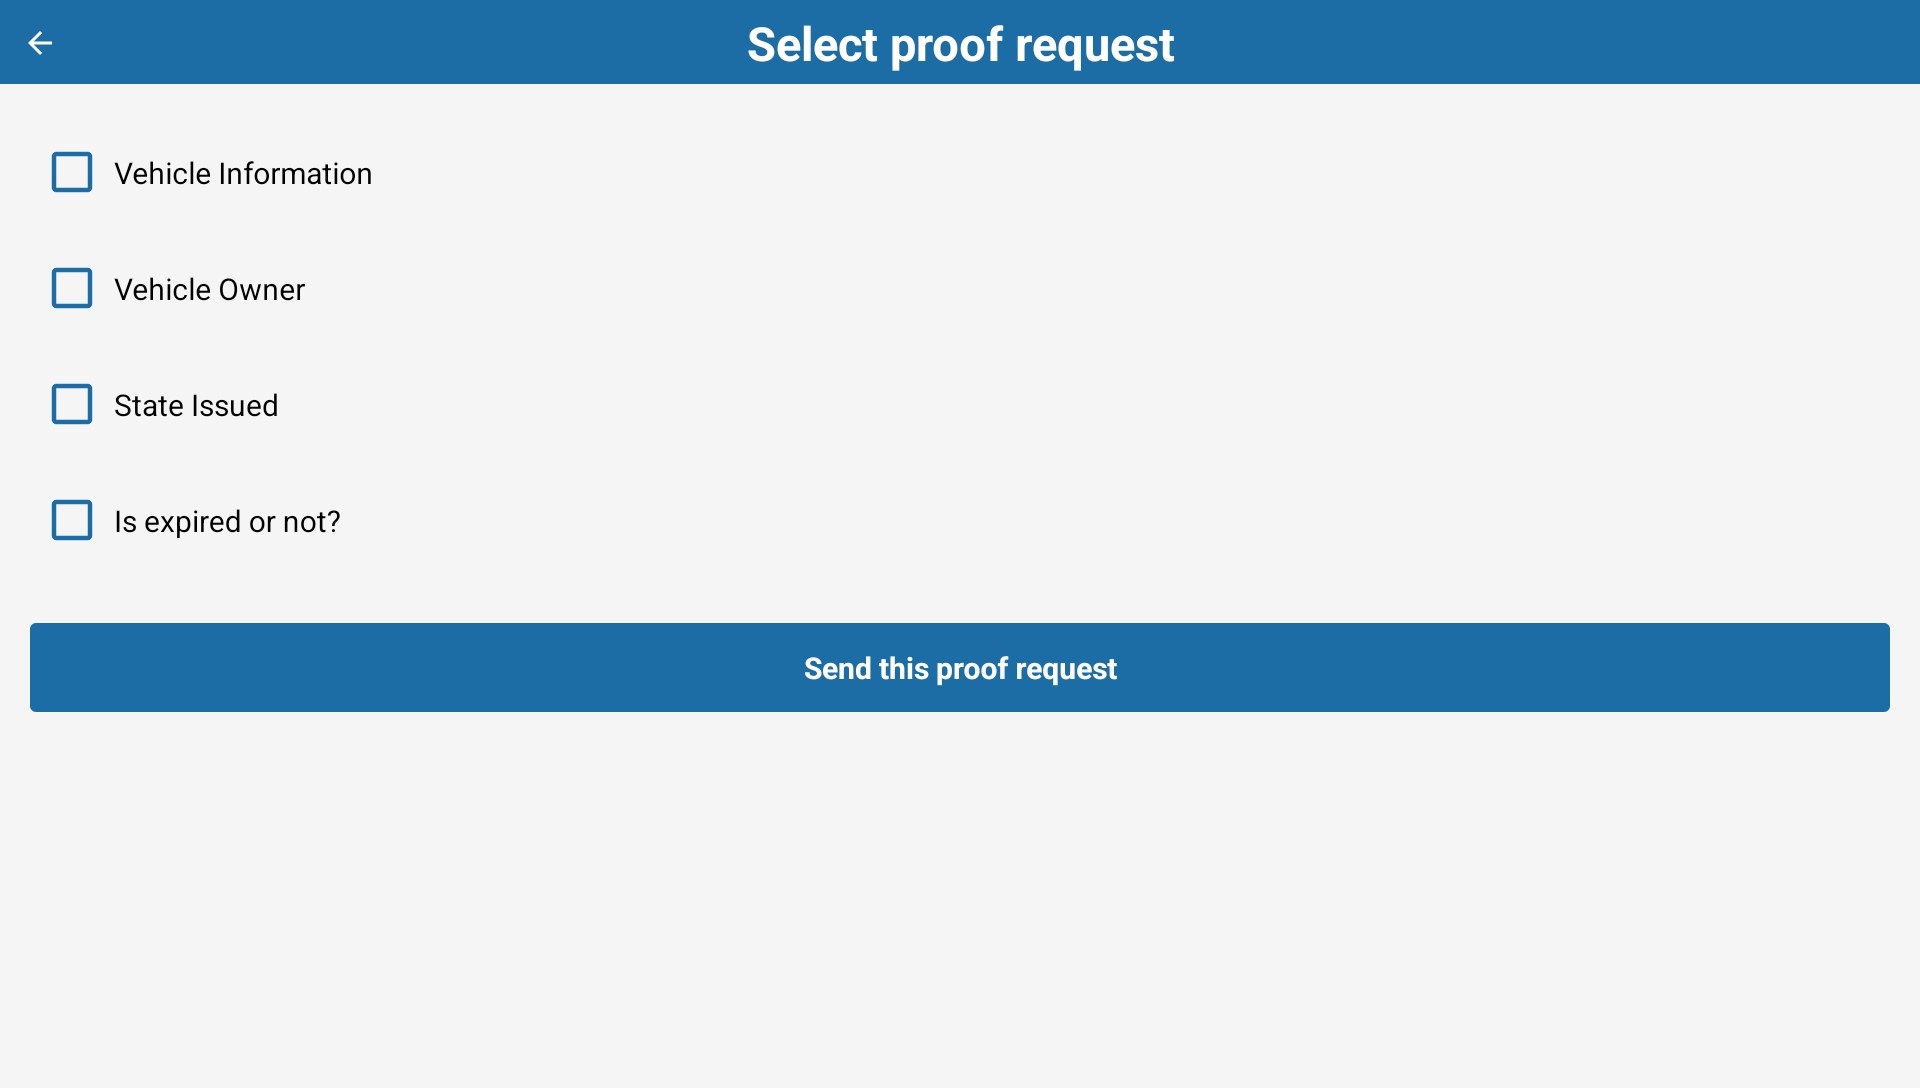 Select proof request
Vehicle Information
Vehicle Owner
State Issued
Is expired or not?
Send this proof request